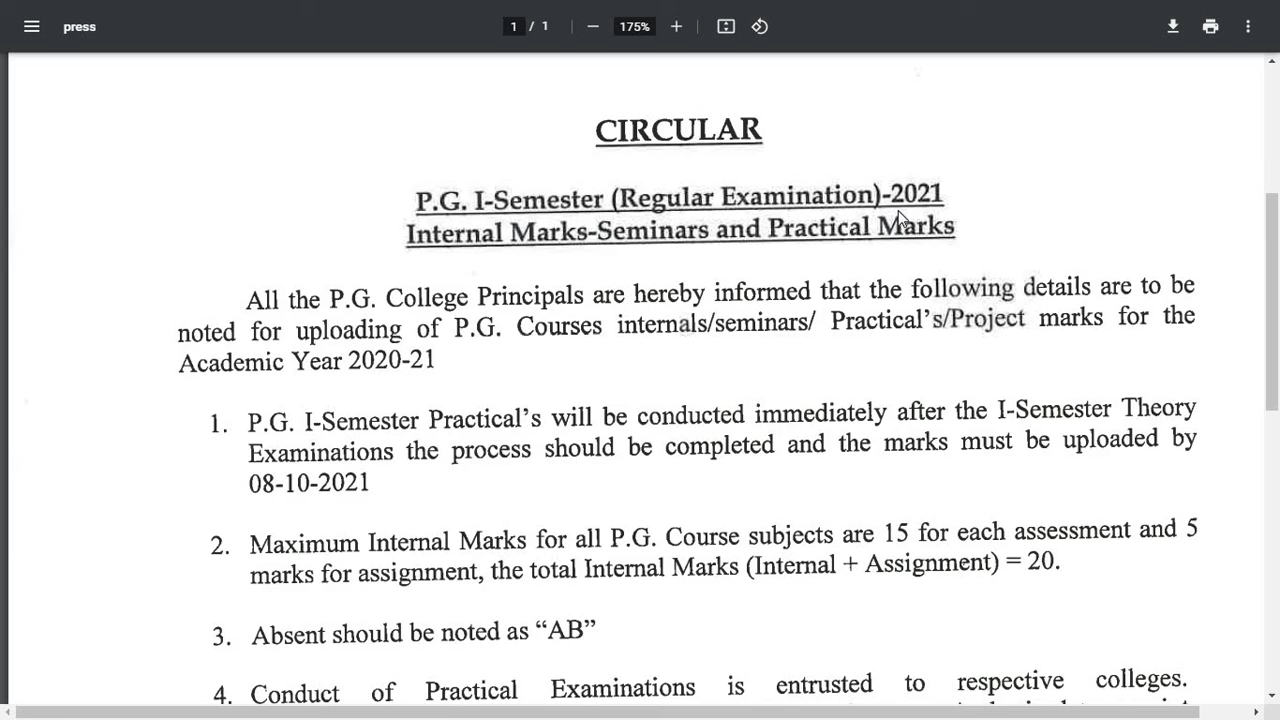 press
1 / 1
175%
CIRCULAR
P.G. I-Semester (Regular Examination)-2021
Internal Marks-Seminars and Practical Marks
All the P.G. College Principals are hereby informed that the following details are to be
noted for uploading of P.G. Courses internals/seminars/ Practical's/Project marks for the
Academic Year 2020-21
1. P.G. I-Semester Practical's will be conducted immediately after the I-Semester Theory
Examinations the process should be completed and the marks must be uploaded by
08-10-2021
2. Maximum Internal Marks for all P.G. Course subjects are 15 for each assessment and 5
marks for assignment, the total Internal Marks (Internal + Assignment) = 20.
3. Absent should be noted as “AB”
4. Conduct of Practical Examinations is entrusted to respective colleges.